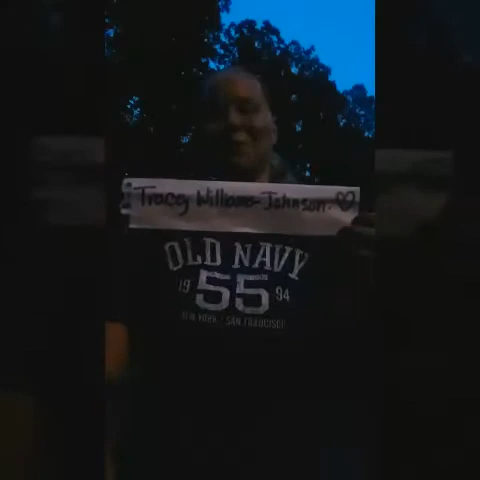 Tracey Williams-Johnson ♡
OLD NAVY
19 55 94
NEW YORK - SAN FRANCISCO